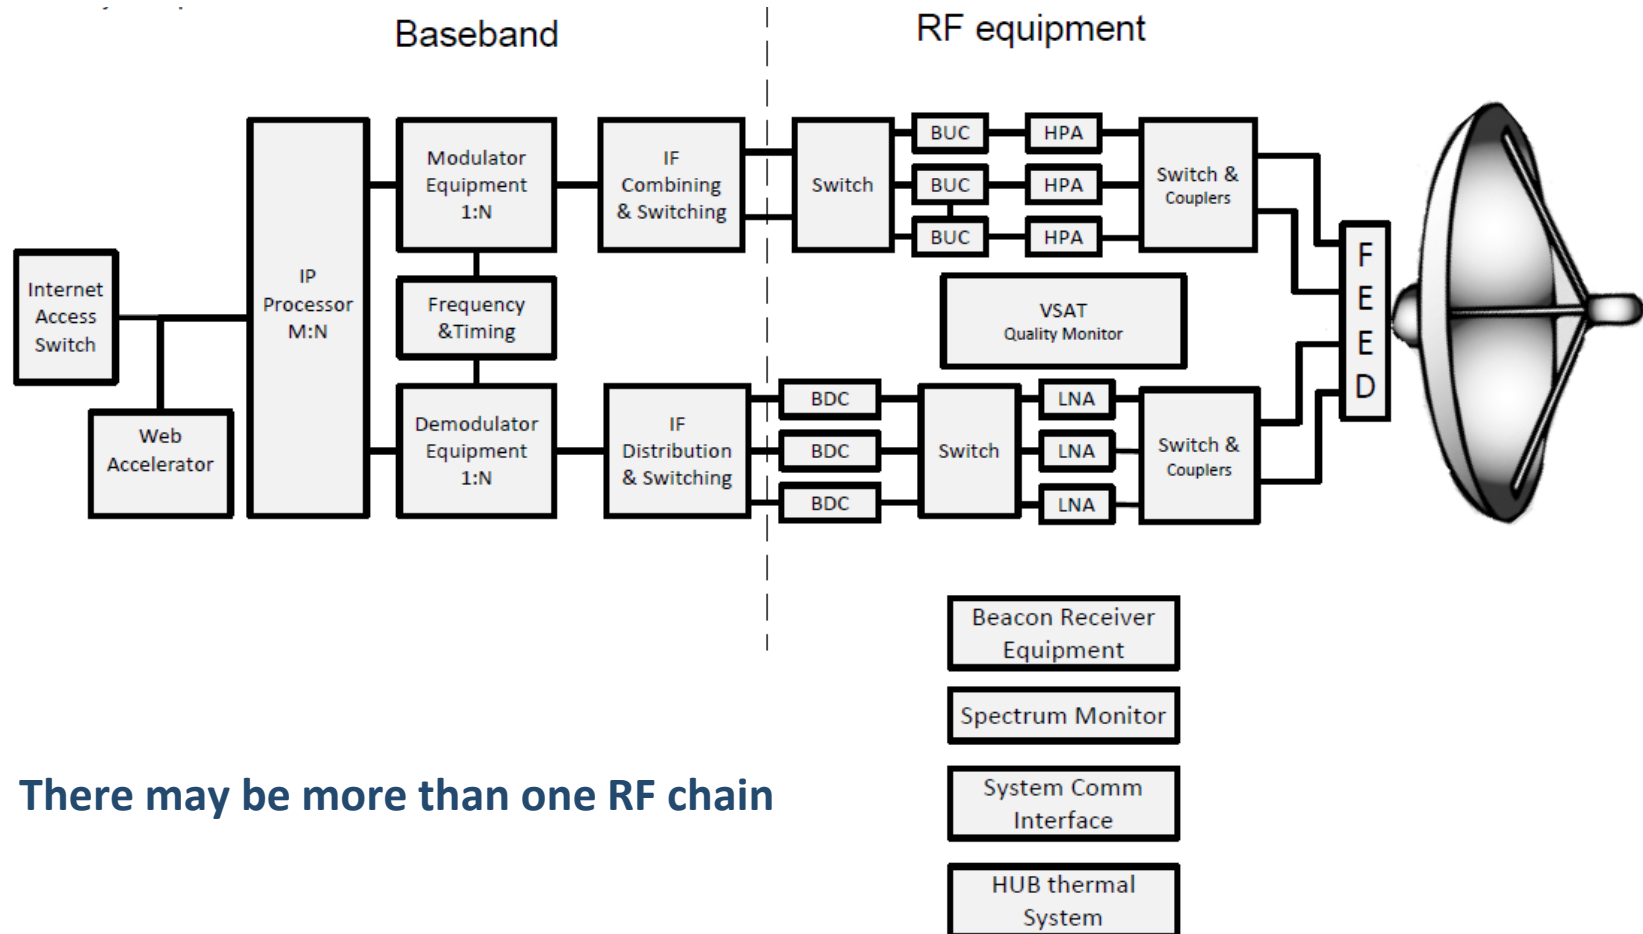 Baseband
RF equipment
Internet
Access
Switch
Web
Accelerator
IP
Processor
M:N
Modulator
Equipment
1:N
Frequency
&Timing
Demodulator
Equipment
1:N
IF
Combining
& Switching
IF
Distribution
& Switching
Switch
BUC
HPA
BUC
HPA
BUC
HPA
Switch &
Couplers
VSAT
Quality Monitor
BDC
BDC
BDC
Switch
LNA
LNA
LNA
Switch &
Couplers
F
E
E
D
Beacon Receiver
Equipment
Spectrum Monitor
System Comm
Interface
HUB thermal
System
There may be more than one RF chain